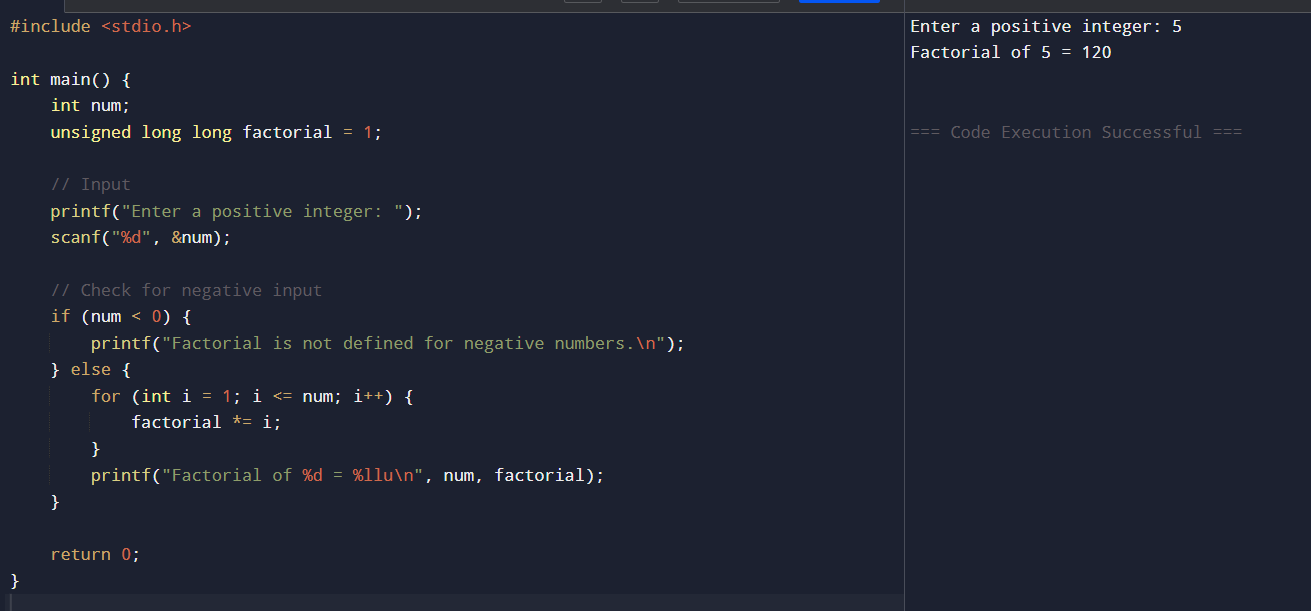 #include <stdio.h>
int main() {
    int num;
    unsigned long long factorial = 1;
    // Input
    printf("Enter a positive integer: ");
    scanf("%d", &num);
    // Check for negative input
    if (num < 0) {
        printf("Factorial is not defined for negative numbers.\n");
    } else {
        for (int i = 1; i <= num; i++) {
            factorial *= i;
        }
        printf("Factorial of %d = %llu\n", num, factorial);
    }
    return 0;
}
Enter a positive integer: 5
Factorial of 5 = 120
=== Code Execution Successful ===